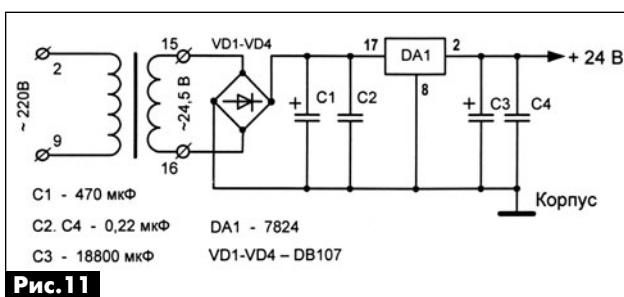 15
VD1-VD4
17
DA1
2
+ 24 В
2
~ 220В
~24,5 В
+
C1
C2
8
+
C3
C4
9
16
C1 - 470 мкФ
Корпус
C2. C4 - 0,22 мкФ
DA1 - 7824
C3 - 18800 мкФ
VD1-VD4 – DB107
Рис.11